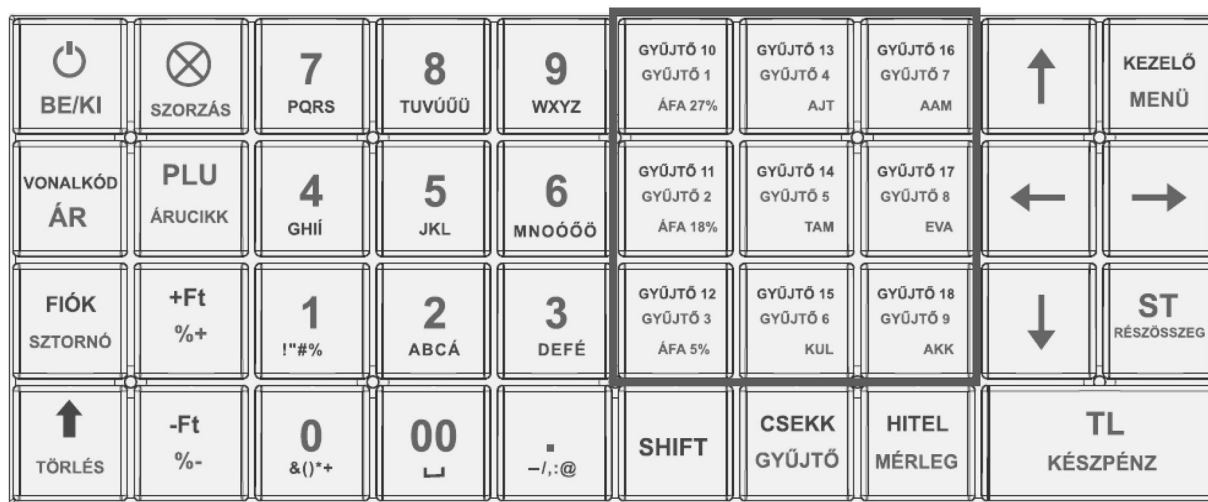 BE/KI
SZORZÁS
7
PQRS
8
TUVÚŰÜ
9
WXYZ
GYŰJTŐ 10
GYŰJTŐ 1
ÁFA 27%
GYŰJTŐ 13
GYŰJTŐ 4
AJT
GYŰJTŐ 16
GYŰJTŐ 7
AAM
KEZELŐ
MENÜ
VONALKÓD
ÁR
PLU
ÁRUCIKK
4
GHIÍ
5
JKL
6
MNOÓŐÖ
GYŰJTŐ 11
GYŰJTŐ 2
ÁFA 18%
GYŰJTŐ 14
GYŰJTŐ 5
TAM
GYŰJTŐ 17
GYŰJTŐ 8
EVA
FIÓK
SZTORNÓ
+Ft
%+
1
!"#%
2
ABCÁ
3
DEFÉ
GYŰJTŐ 12
GYŰJTŐ 3
ÁFA 5%
GYŰJTŐ 15
GYŰJTŐ 6
KUL
GYŰJTŐ 18
GYŰJTŐ 9
AKK
ST
RÉSZÖSSZEG
TÖRLÉS
-Ft
%-
0
&()*+
00
.
–/,:@
SHIFT
CSEKK
GYŰJTŐ
HITEL
MÉRLEG
TL
KÉSZPÉNZ